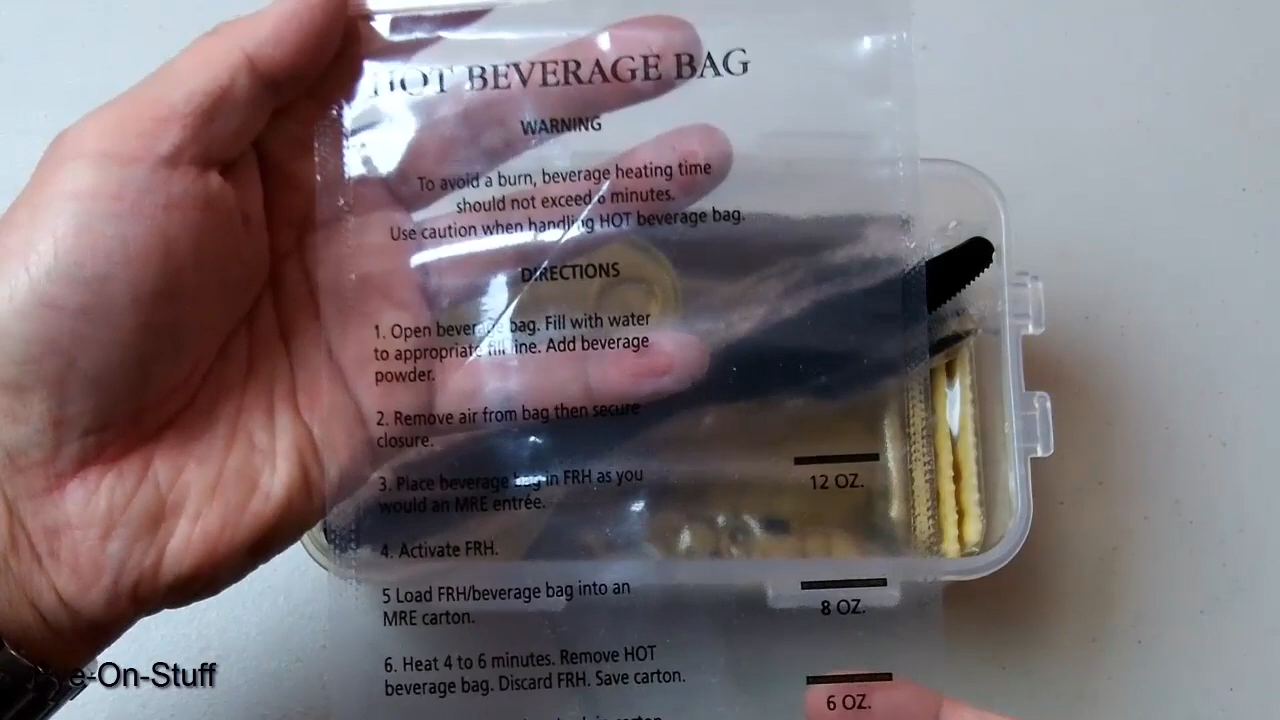 HOT BEVERAGE BAG
WARNING
To avoid a burn, beverage heating time
should not exceed 6 minutes.
Use caution when handling HOT beverage bag.
DIRECTIONS
1. Open beverage bag. Fill with water
to appropriate fill line. Add beverage
powder.
2. Remove air from bag then secure
closure.
3. Place beverage bag in FRH as you
would an MRE entrée.
4. Activate FRH.
5 Load FRH/beverage bag into an
MRE carton.
6. Heat 4 to 6 minutes. Remove HOT
beverage bag. Discard FRH. Save carton.
12 OZ.
8 OZ.
6 OZ.
e-On-Stuff